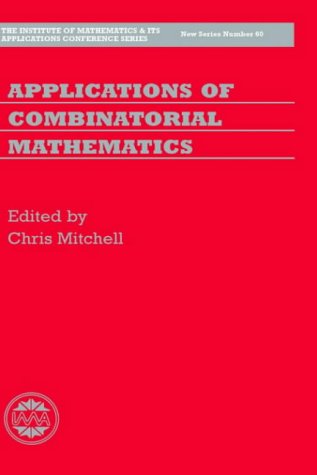 THE INSTITUTE OF MATHEMATICS & ITS
APPLICATIONS CONFERENCE SERIES
New Series Number 60
APPLICATIONS OF
COMBINATORIAL
MATHEMATICS
Edited by
Chris Mitchell
IMA